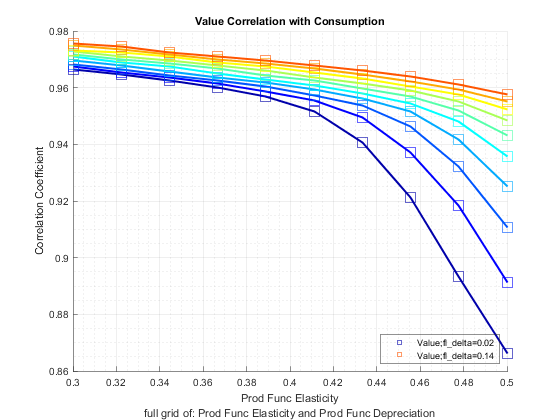 Value Correlation with Consumption
0.98
0.96
0.94
0.92
0.9
0.88
0.86
Correlation Coefficient
Value;fl_delta=0.02
Value;fl_delta=0.14
0.3 0.32 0.34 0.36 0.38 0.4 0.42 0.44 0.46 0.48 0.5
Prod Func Elasticity
full grid of: Prod Func Elasticity and Prod Func Depreciation